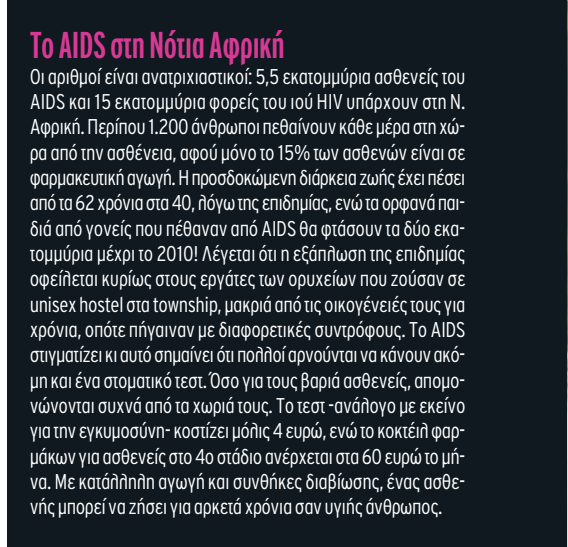 Το AIDS στη Νότια Αφρική
Οι αριθμοί είναι ανατριχιαστικοί: 5,5 εκατομμύρια ασθενείς του
AIDS και 15 εκατομμύρια φορείς του ιού HIV υπάρχουν στη Ν.
Αφρική. Περίπου 1.200 άνθρωποι πεθαίνουν κάθε μέρα στη χώ-
ρα από την ασθένεια, αφού μόνο το 15% των ασθενών είναι σε
φαρμακευτική αγωγή. Η προσδοκώμενη διάρκεια ζωής έχει πέσει
από τα 62 χρόνια στα 40, λόγω της επιδημίας, ενώ τα ορφανά παι-
διά από γονείς που πέθαναν από AIDS θα φτάσουν τα δύο εκα-
τομμύρια μέχρι το 2010! Λέγεται ότι η εξάπλωση της επιδημίας
οφείλεται κυρίως στους εργάτες των ορυχείων που ζούσαν σε
unisex hostel στα township, μακριά από τις οικογένειές τους για
χρόνια, οπότε πήγαιναν με διαφορετικές συντρόφους. Το AIDS
στιγματίζει κι αυτό σημαίνει ότι πολλοί αρνούνται να κάνουν ακό-
μη και ένα στοματικό τεστ. Όσο για τους βαριά ασθενείς, απομο-
νώνονται συχνά από τα χωριά τους. Το τεστ -ανάλογο με εκείνο
για την εγκυμοσύνη- κοστίζει μόλις 4 ευρώ, ενώ το κοκτέιλ φαρ-
μάκων για ασθενείς στο 4ο στάδιο ανέρχεται στα 60 ευρώ το μή-
να. Με κατάλληλη αγωγή και συνθήκες διαβίωσης, ένας ασθε-
νής μπορεί να ζήσει για αρκετά χρόνια σαν υγιής άνθρωπος.